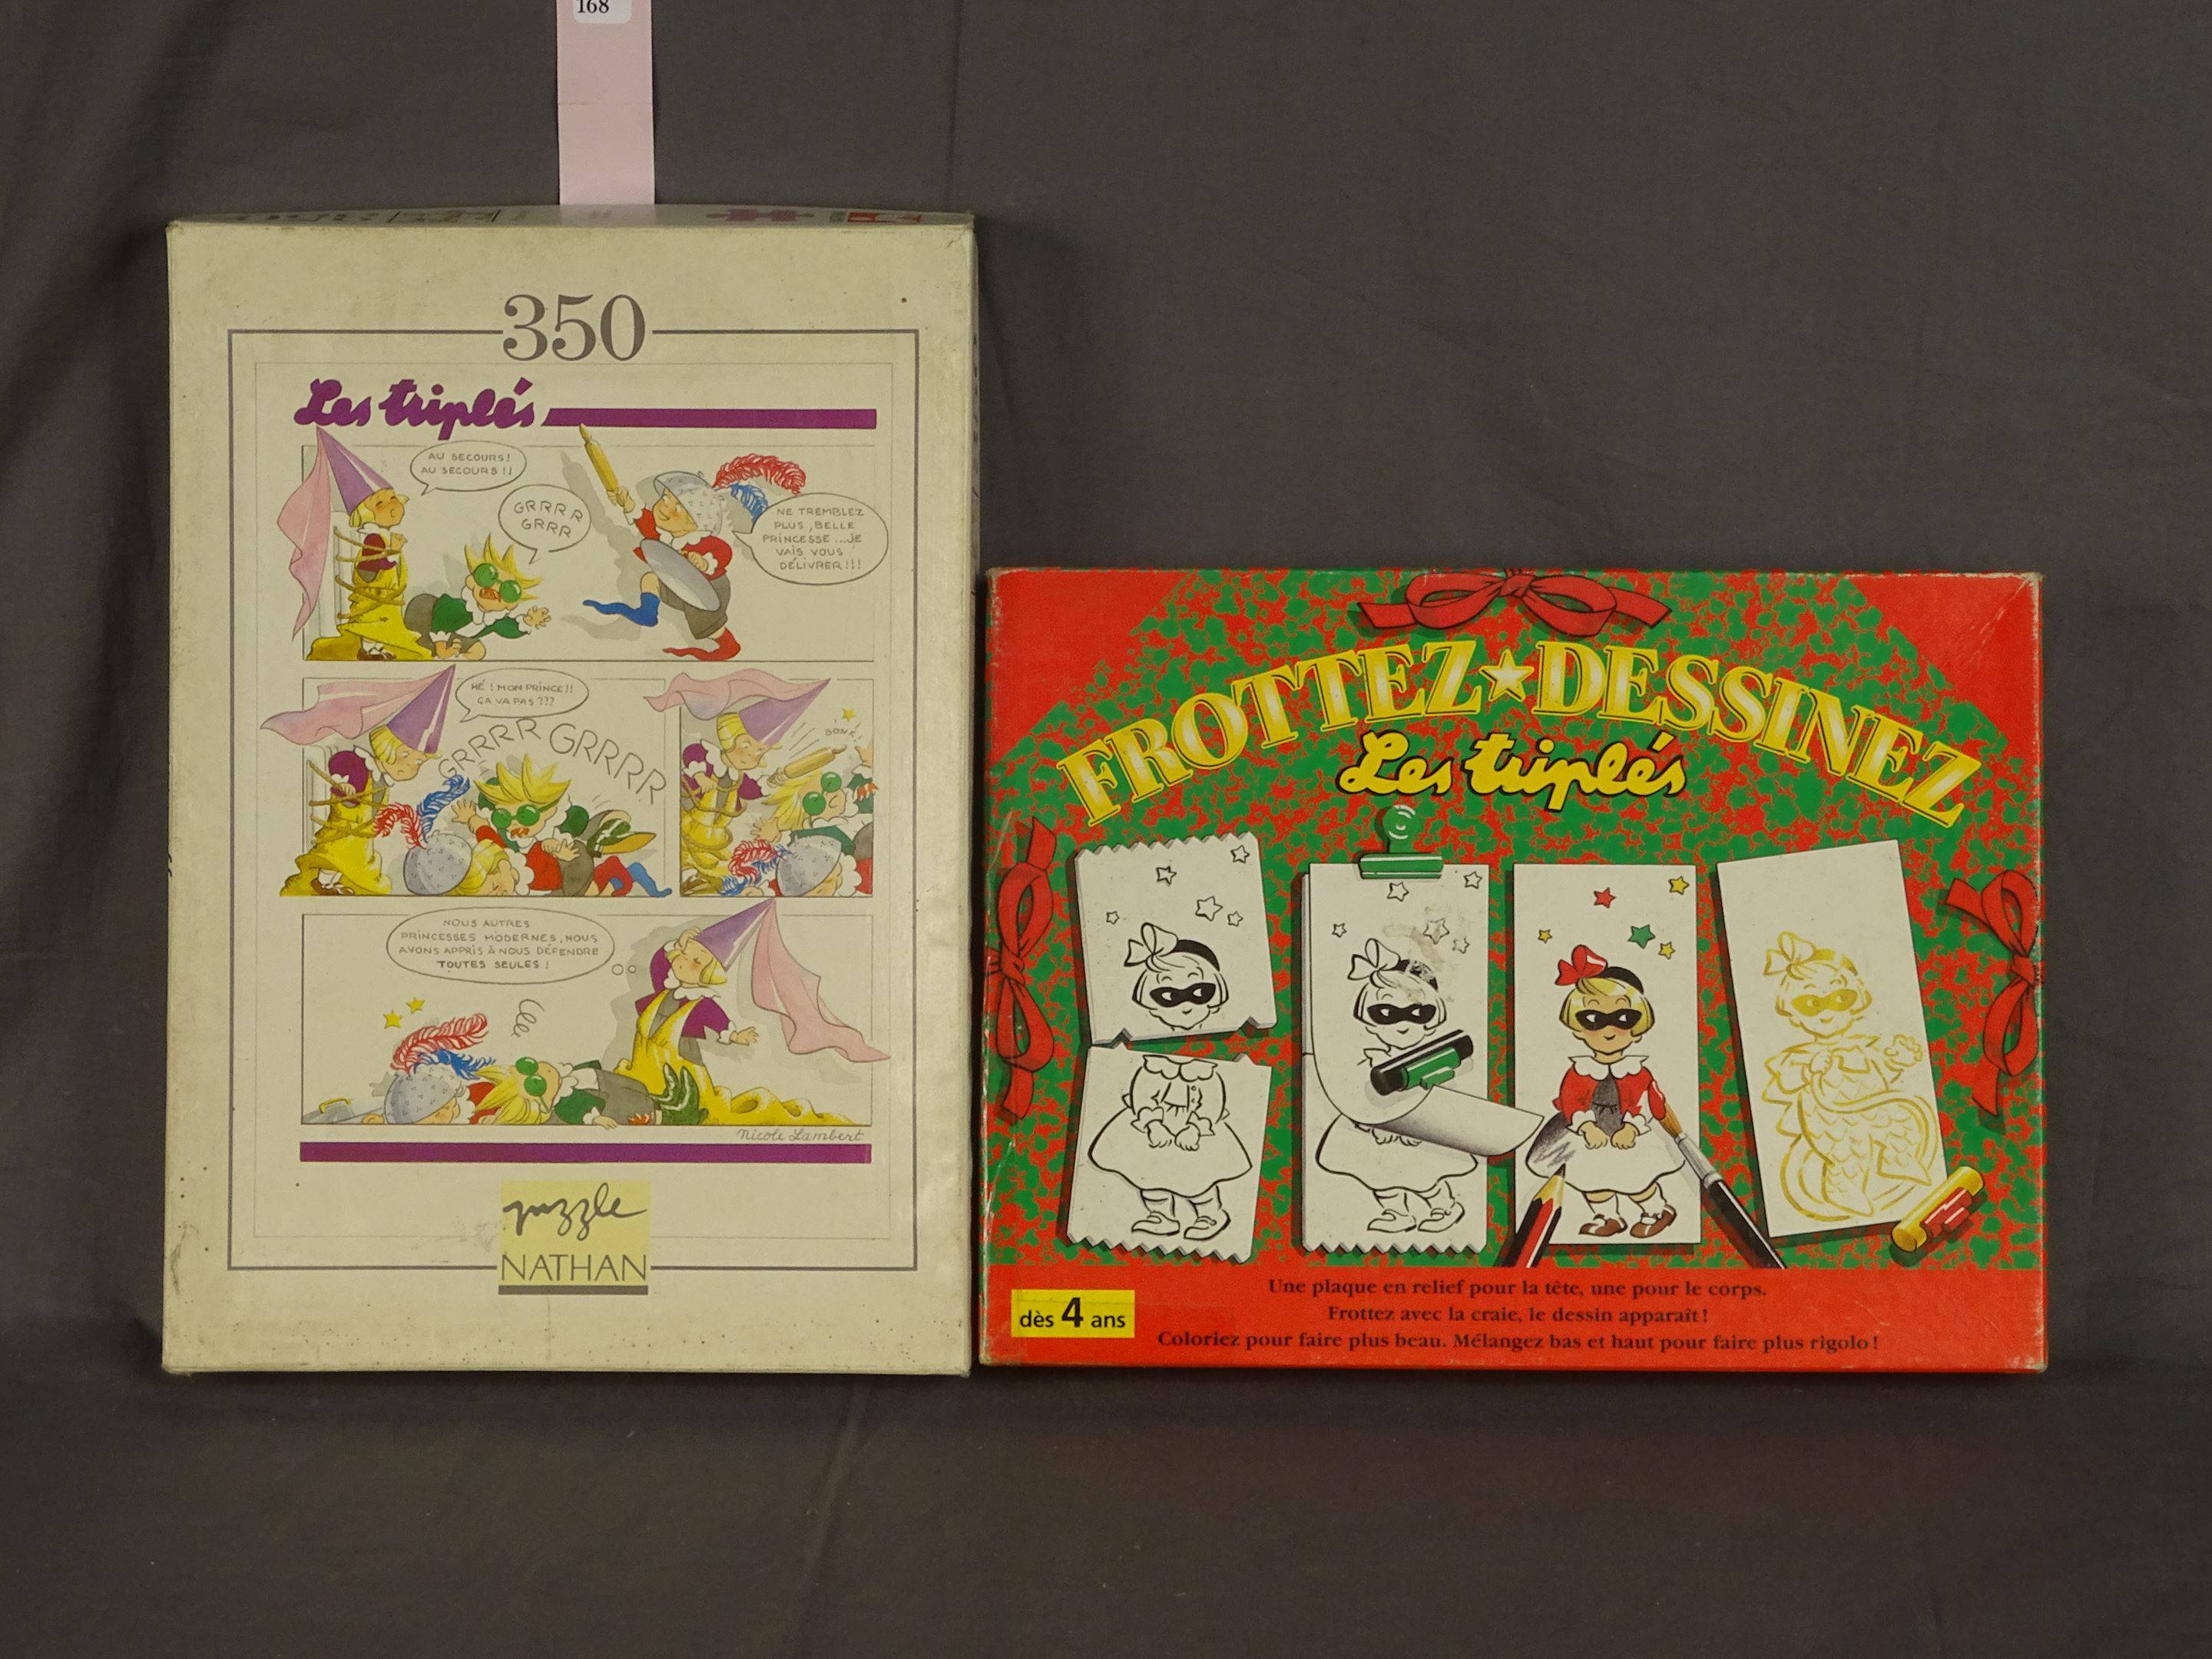 168
350
Les triplés
AU SECOURS!
AU SECOURS!!
GRRRR
GRRR
NE TREMBLEZ
PLUS, BELLE
PRINCESSE...JE
VAIS VOUS
DÉLIVRER!!!
HÉ! MON PRINCE!!
ÇA VA PAS???
GRRRR GRRRR
BONK!
NOUS AUTRES
PRINCESSES MODERNES, NOUS
AVONS APPRIS À NOUS DÉFENDRE
TOUTES SEULES!
Nicole Lambert
puzzle
NATHAN
FROTTEZ★DESSINEZ
Les triplés
dès 4 ans
Une plaque en relief pour la tête, une pour le corps.
Frottez avec la craie, le dessin apparaît!
Coloriez pour faire plus beau. Mélangez bas et haut pour faire plus rigolo!